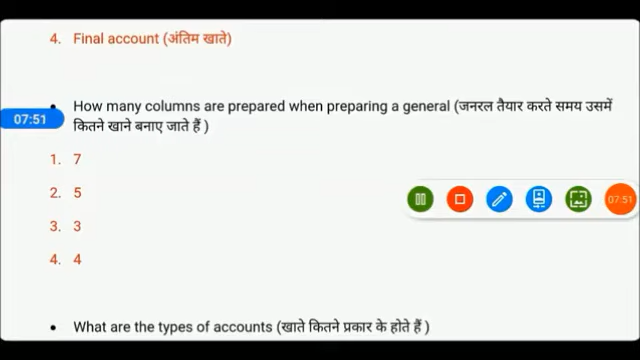 4. Final account (अंतिम खाते)
• How many columns are prepared when preparing a general (जनरल तैयार करते समय उसमें
07:51
कितने खाने बनाए जाते हैं )
1. 7
2. 5
07:51
3. 3
4. 4
• What are the types of accounts (खाते कितने प्रकार के होते हैं )